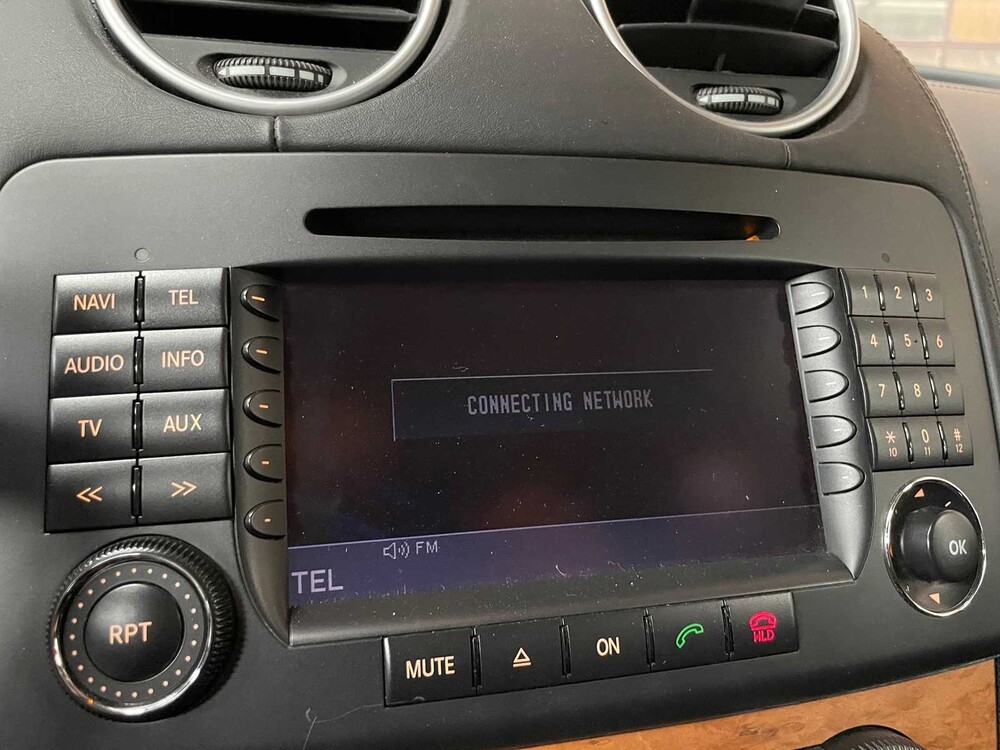 NAVI TEL
AUDIO INFO
TV AUX
<< >>
RPT
CONNECTING NETWORK
FM
TEL
1 2 3
4 5 6
7 8 9
* 0 #
10 11 12
OK
MUTE ON HLD